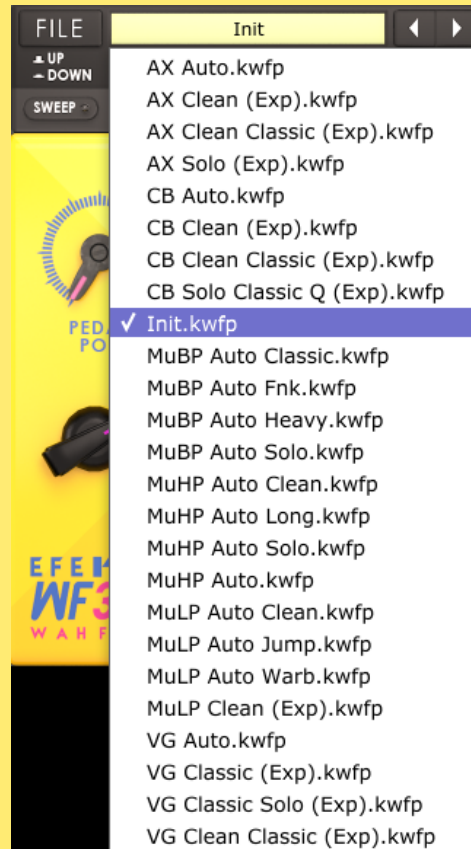 FILE
Init
UP
DOWN
SWEEP
AX Auto.kwfp
AX Clean (Exp).kwfp
AX Clean Classic (Exp).kwfp
AX Solo (Exp).kwfp
CB Auto.kwfp
CB Clean (Exp).kwfp
CB Clean Classic (Exp).kwfp
CB Solo Classic Q (Exp).kwfp
Init.kwfp
MuBP Auto Classic.kwfp
MuBP Auto Fnk.kwfp
MuBP Auto Heavy.kwfp
MuBP Auto Solo.kwfp
MuHP Auto Clean.kwfp
MuHP Auto Long.kwfp
MuHP Auto Solo.kwfp
MuHP Auto.kwfp
MuLP Auto Clean.kwfp
MuLP Auto Jump.kwfp
MuLP Auto Warb.kwfp
MuLP Clean (Exp).kwfp
VG Auto.kwfp
VG Classic (Exp).kwfp
VG Classic Solo (Exp).kwfp
VG Clean Classic (Exp).kwfp
PED
PO
EFE
WF
WAH F